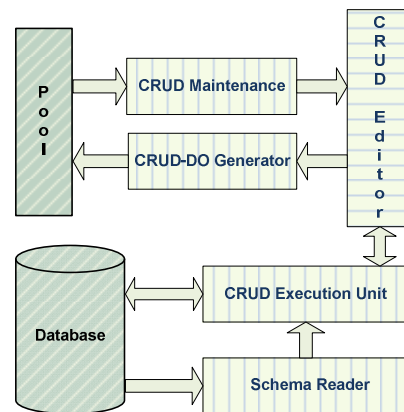 Pool
CRUD Maintenance
CRUD-DO Generator
CRUD Editor
Database
CRUD Execution Unit
Schema Reader